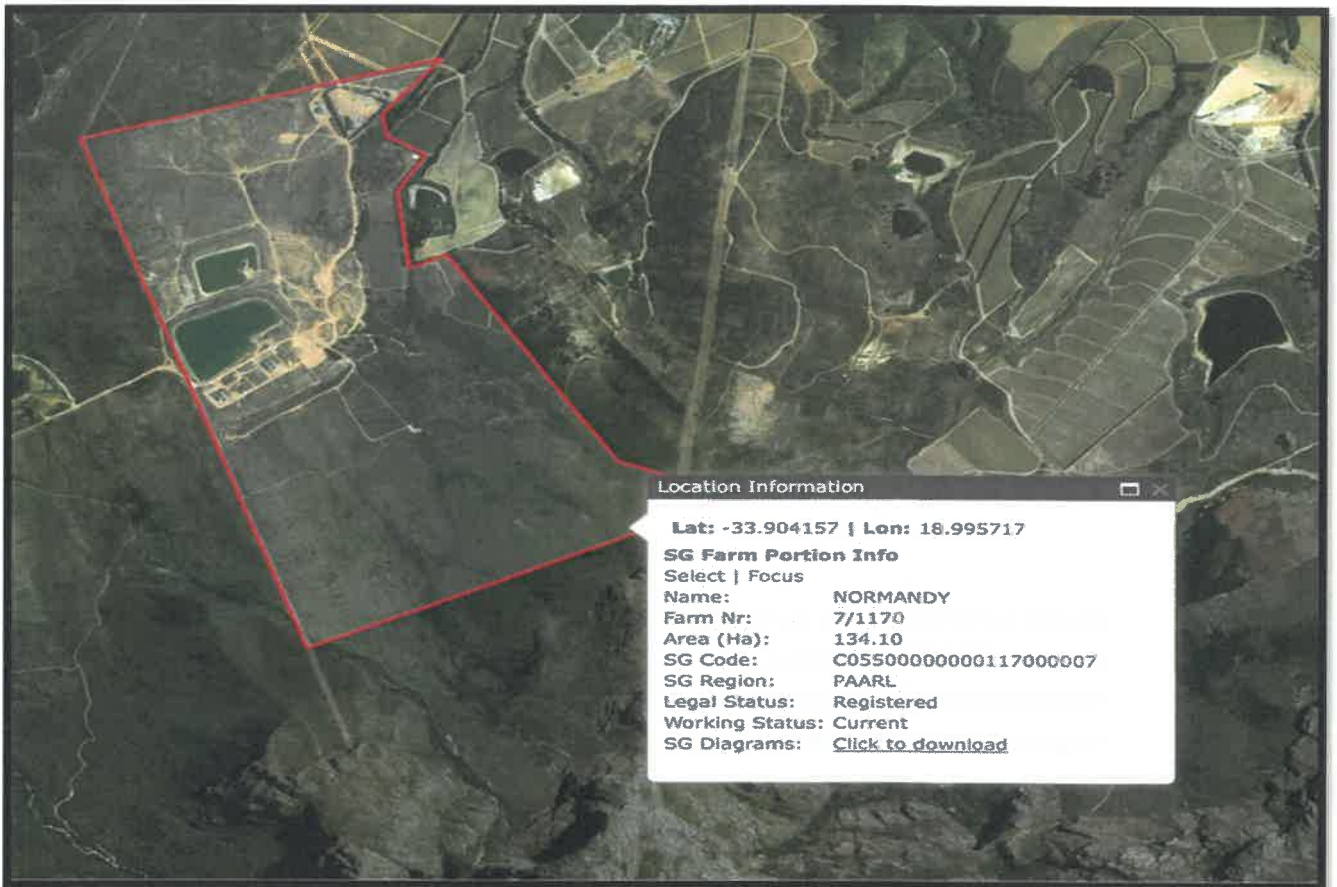 Location Information
Lat: -33.904157 | Lon: 18.995717
SG Farm Portion Info
Select | Focus
Name: NORMANDY
Farm Nr: 7/1170
Area (Ha): 134.10
SG Code: C05500000000117000007
SG Region: PAARL
Legal Status: Registered
Working Status: Current
SG Diagrams: Click to download